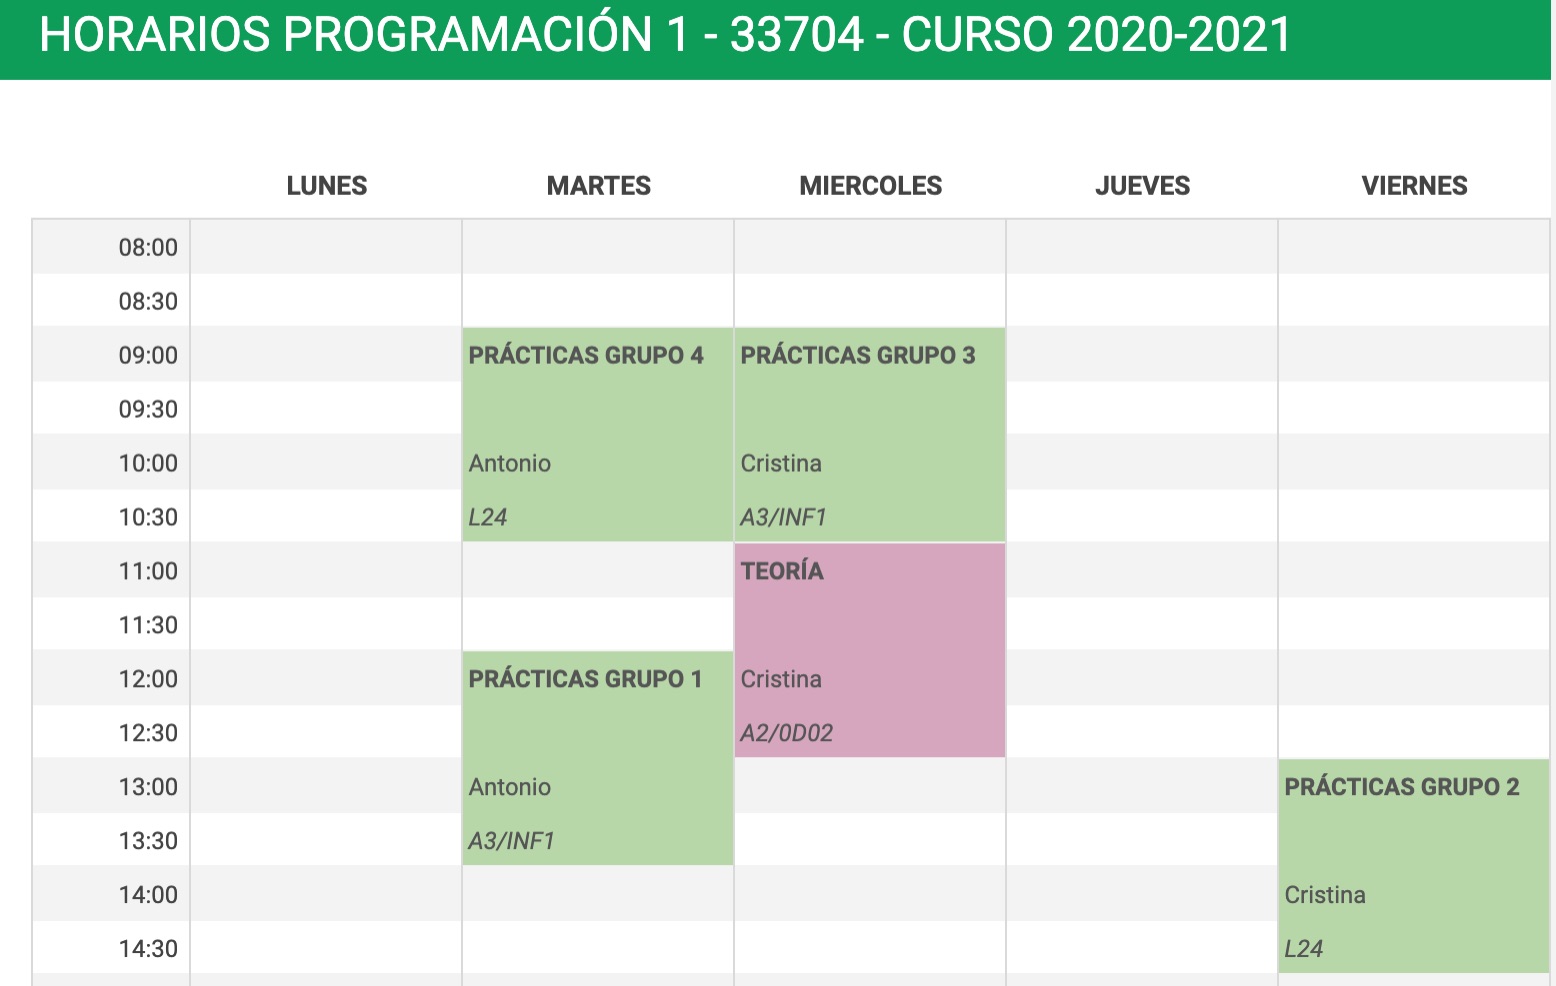 HORARIOS PROGRAMACIÓN 1 - 33704 - CURSO 2020-2021
LUNES MARTES MIERCOLES JUEVES VIERNES
08:00
08:30
09:00 PRÁCTICAS GRUPO 4 PRÁCTICAS GRUPO 3
09:30
10:00 Antonio Cristina
10:30 L24 A3/INF1
11:00 TEORÍA
11:30
12:00 PRÁCTICAS GRUPO 1 Cristina
12:30 A2/0D02
13:00 Antonio PRÁCTICAS GRUPO 2
13:30 A3/INF1
14:00 Cristina
14:30 L24